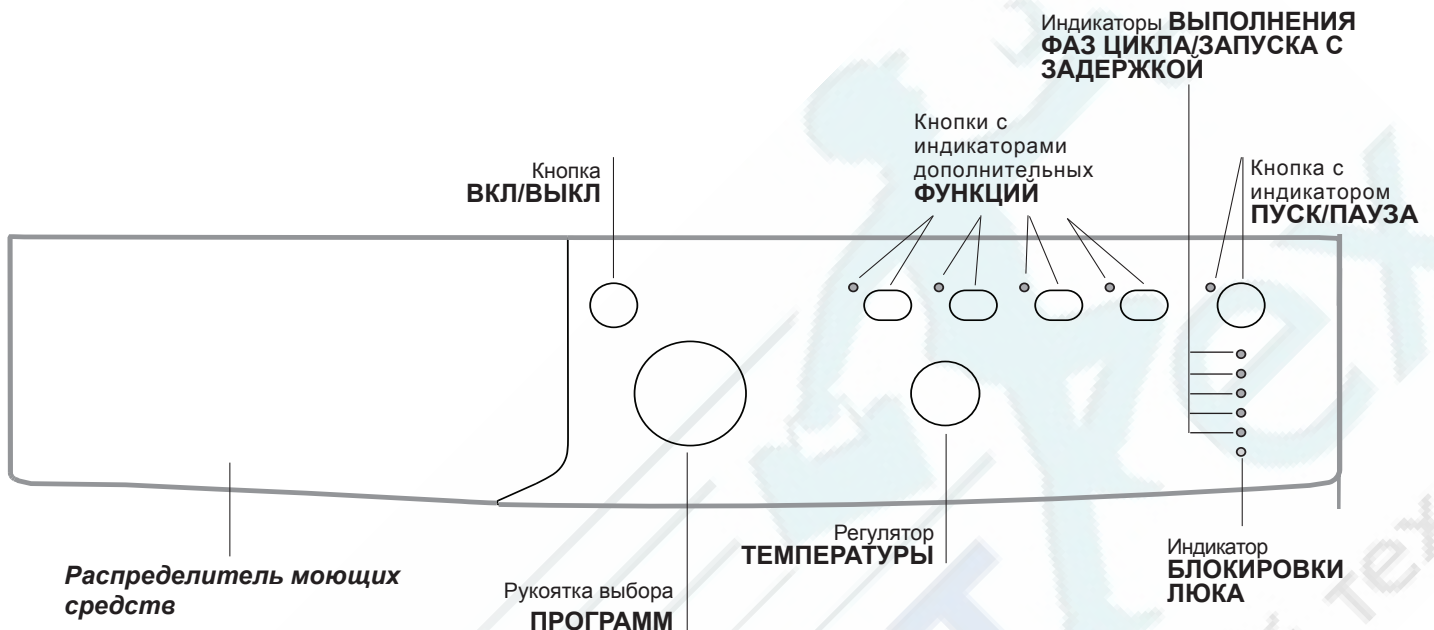 Индикаторы ВЫПОЛНЕНИЯ
ФАЗ ЦИКЛА/ЗАПУСКА С
ЗАДЕРЖКОЙ
Кнопки с
индикаторами
дополнительных
ФУНКЦИЙ
Кнопка
ВКЛ/ВЫКЛ
Кнопка с
индикатором
ПУСК/ПАУЗА
Распределитель моющих
средств
Рукоятка выбора
ПРОГРАММ
Регулятор
ТЕМПЕРАТУРЫ
Индикатор
БЛОКИРОВКИ
ЛЮКА